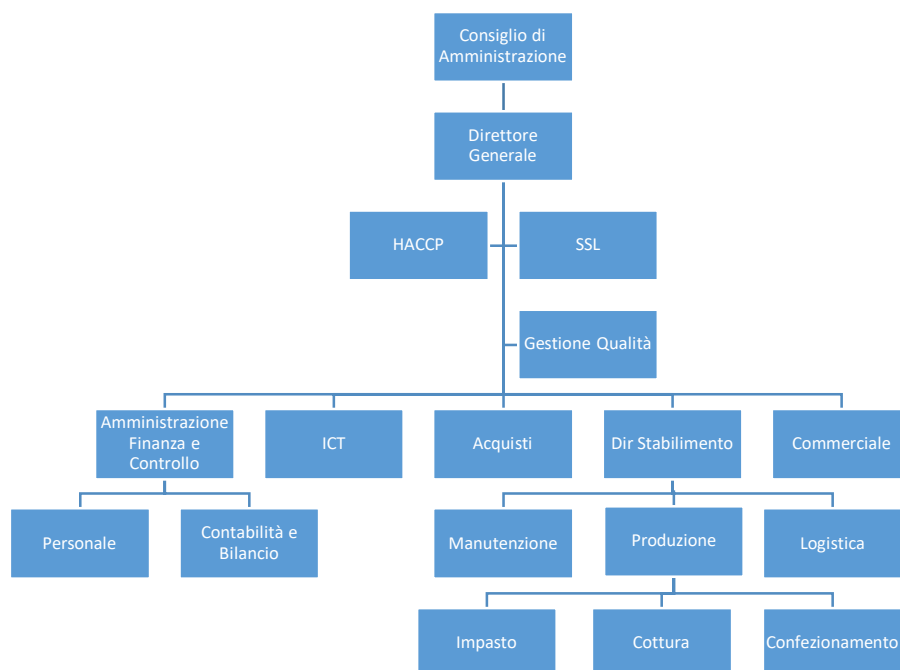 Consiglio di
Amministrazione
Direttore
Generale
HACCP
SSL
Gestione Qualità
Amministrazione
Finanza e
Controllo
ICT
Acquisti
Dir Stabilimento
Commerciale
Personale
Contabilità e
Bilancio
Manutenzione
Produzione
Logistica
Impasto
Cottura
Confezionamento